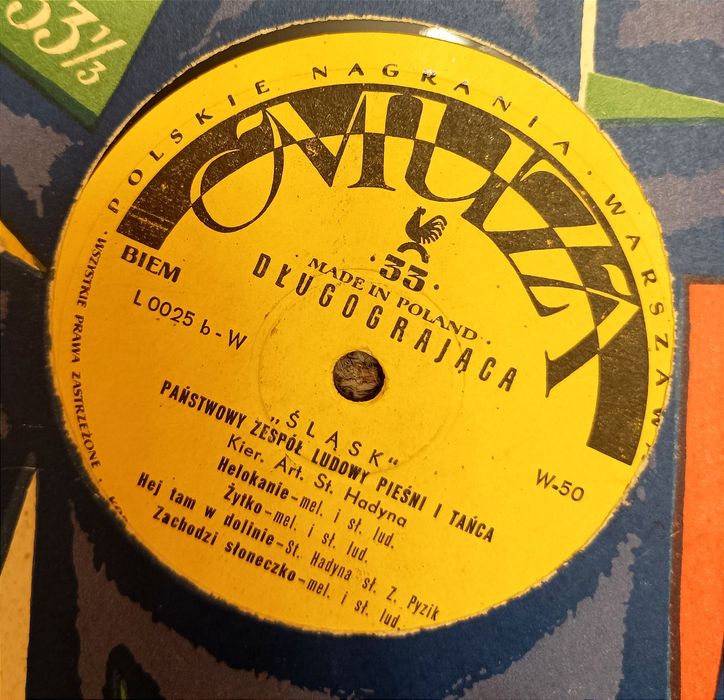 33⅓
POLSKIE NAGRANIA · WARSZAWA
MUZA
· 33 ·
MADE IN POLAND ·
DŁUGOGRAJĄCA
BIEM
L 0025 b - W
W-50
"ŚLĄSK"
PAŃSTWOWY ZESPÓŁ LUDOWY PIEŚNI I TAŃCA
Kier. Art. St. Hadyna
Helokanie – mel. i sł. lud.
Żytko – mel. i sł. lud.
Hej tam w dolinie – St. Hadyna sł. Z. Pyzik
Zachodzi słoneczko – mel. i sł. lud.
· WSZYSTKIE PRAWA ZASTRZEŻONE ·